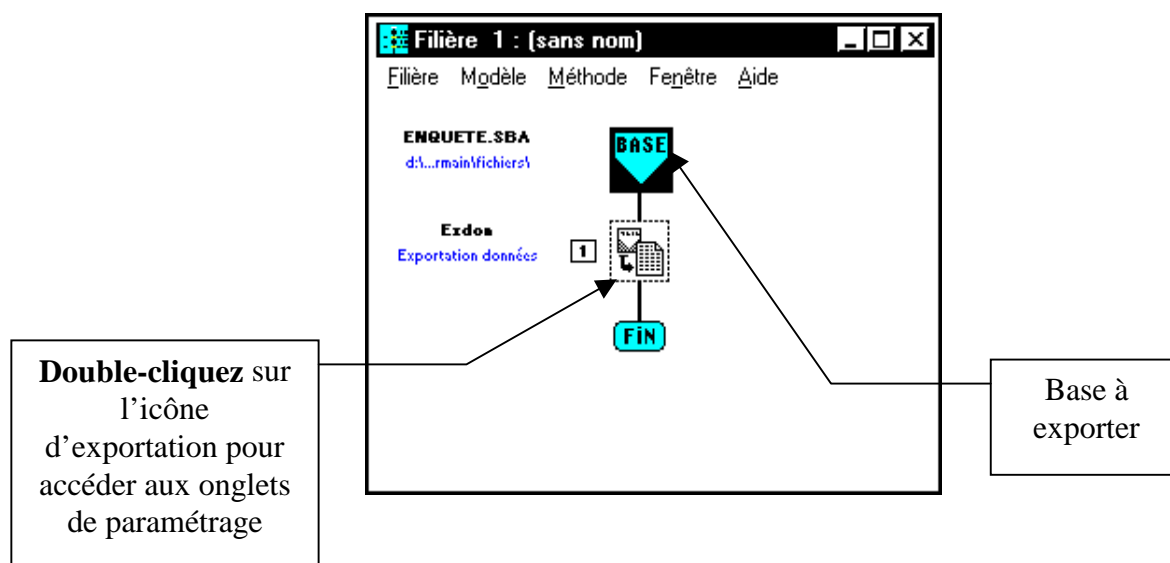 Filière 1 : (sans nom)
Filière Modèle Méthode Fenêtre Aide
ENQUETE.SBA
d:\...rmain\fichiers\
BASE
Exdon
Exportation données
1
FIN
Double-cliquez sur
l’icône
d’exportation pour
accéder aux onglets
de paramétrage
Base à
exporter